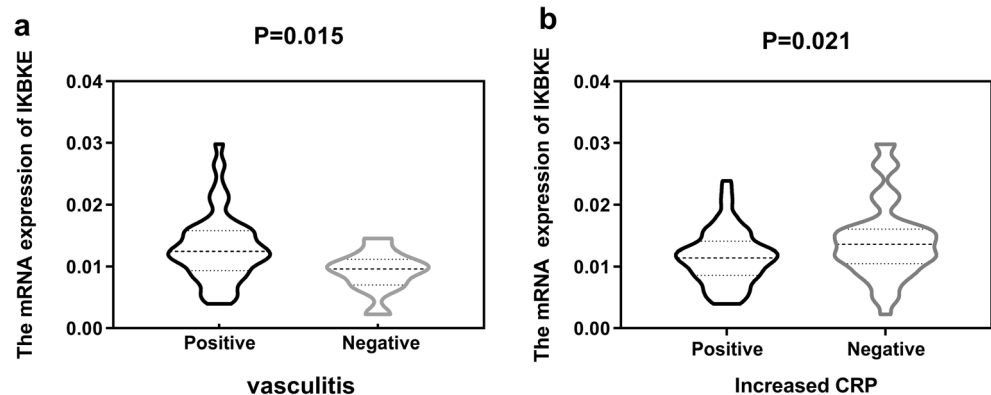 a
P=0.015
The mRNA expression of IKBKE
0.04
0.03
0.02
0.01
0.00
Positive
Negative
vasculitis
b
P=0.021
The mRNA expression of IKBKE
0.04
0.03
0.02
0.01
0.00
Positive
Negative
Increased CRP